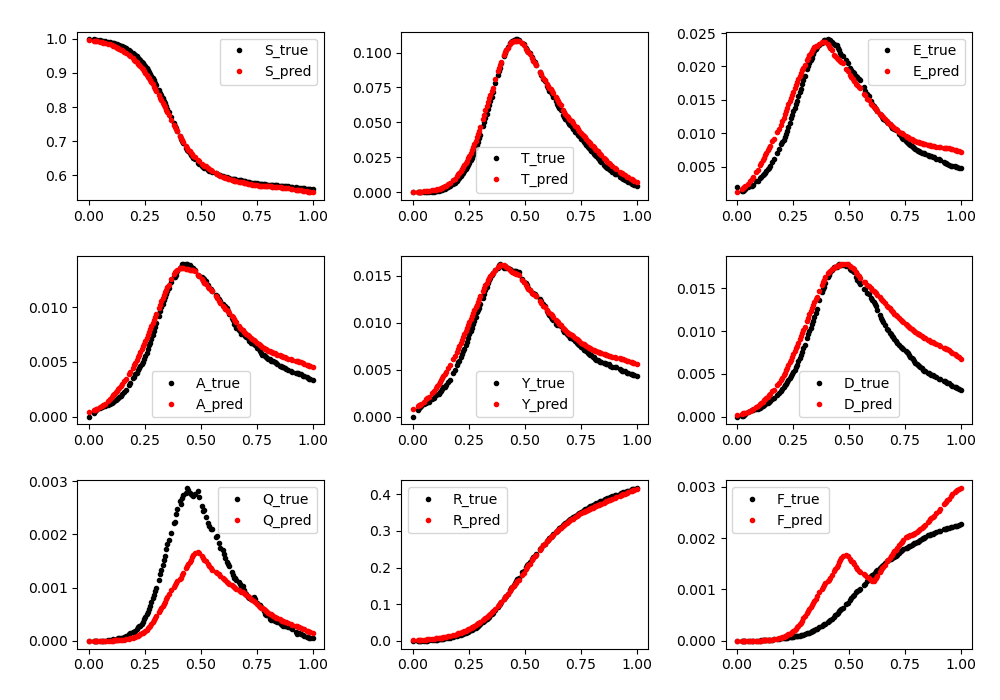 1.0
0.9
0.8
0.7
0.6
S_true
S_pred
0.00 0.25 0.50 0.75 1.00
0.100
0.075
0.050
0.025
0.000
T_true
T_pred
0.00 0.25 0.50 0.75 1.00
0.025
0.020
0.015
0.010
0.005
E_true
E_pred
0.00 0.25 0.50 0.75 1.00
0.010
0.005
0.000
A_true
A_pred
0.00 0.25 0.50 0.75 1.00
0.015
0.010
0.005
0.000
Y_true
Y_pred
0.00 0.25 0.50 0.75 1.00
0.015
0.010
0.005
0.000
D_true
D_pred
0.00 0.25 0.50 0.75 1.00
0.003
0.002
0.001
0.000
Q_true
Q_pred
0.00 0.25 0.50 0.75 1.00
0.4
0.3
0.2
0.1
0.0
R_true
R_pred
0.00 0.25 0.50 0.75 1.00
0.003
0.002
0.001
0.000
F_true
F_pred
0.00 0.25 0.50 0.75 1.00